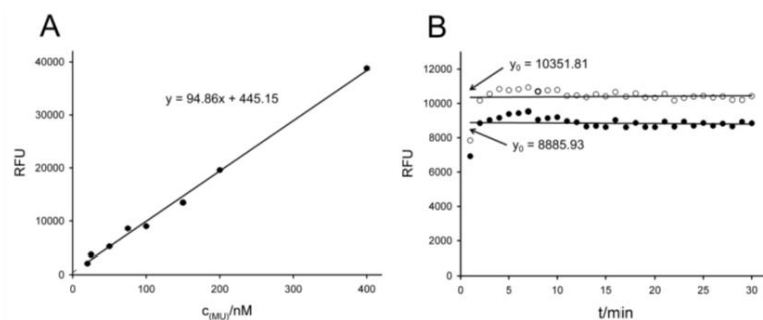 A
y = 94.86x + 445.15
RFU
40000
30000
20000
10000
0
0
100
200
300
400
c(MU)/nM
B
y₀ = 10351.81
y₀ = 8885.93
RFU
12000
10000
8000
6000
4000
2000
0
0
5
10
15
20
25
30
t/min